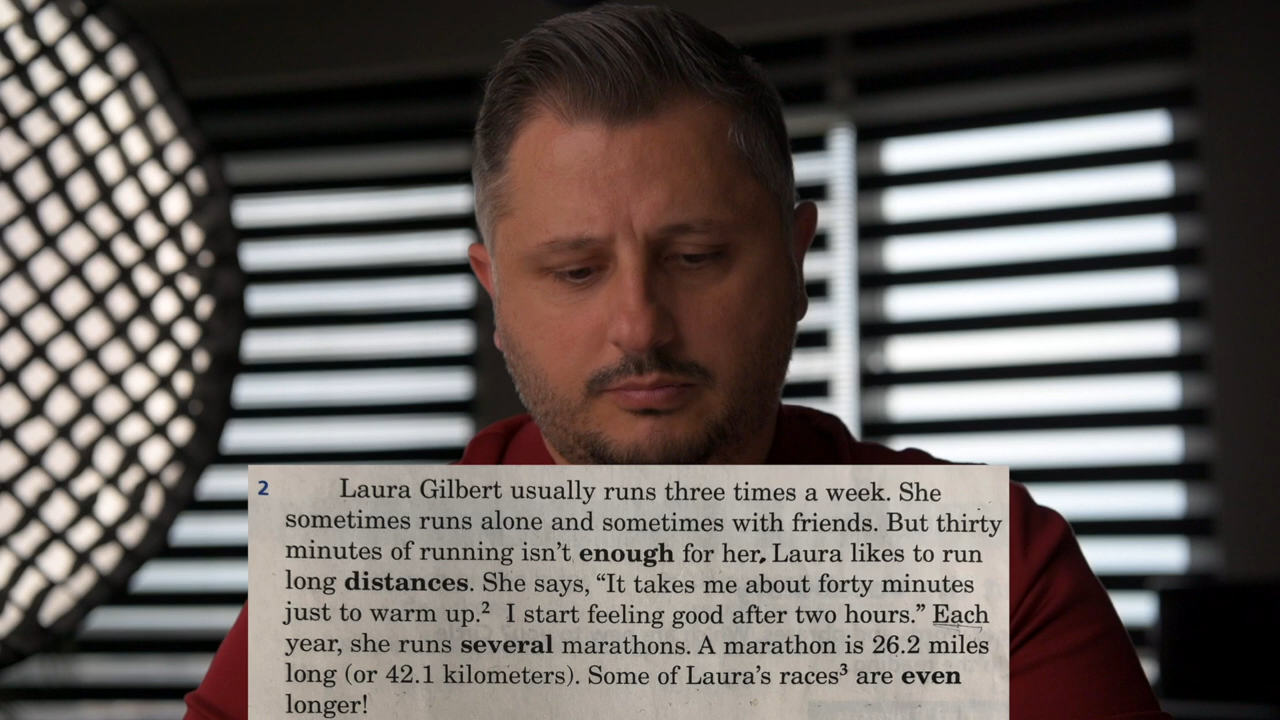 2 Laura Gilbert usually runs three times a week. She
sometimes runs alone and sometimes with friends. But thirty
minutes of running isn’t enough for her. Laura likes to run
long distances. She says, “It takes me about forty minutes
just to warm up.² I start feeling good after two hours.” Each
year, she runs several marathons. A marathon is 26.2 miles
long (or 42.1 kilometers). Some of Laura’s races³ are even
longer!